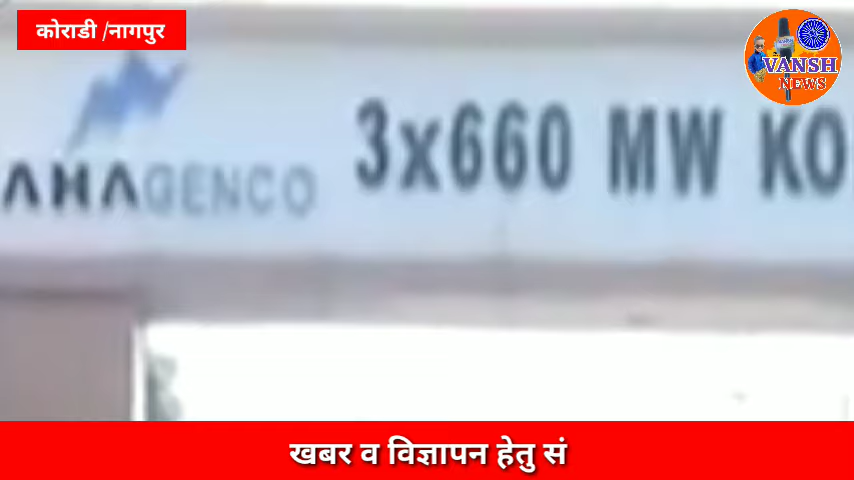 कोराडी /नागपुर
VANSH
NEWS
AHAGENCO
3x660 MW KO
खबर व विज्ञापन हेतु सं